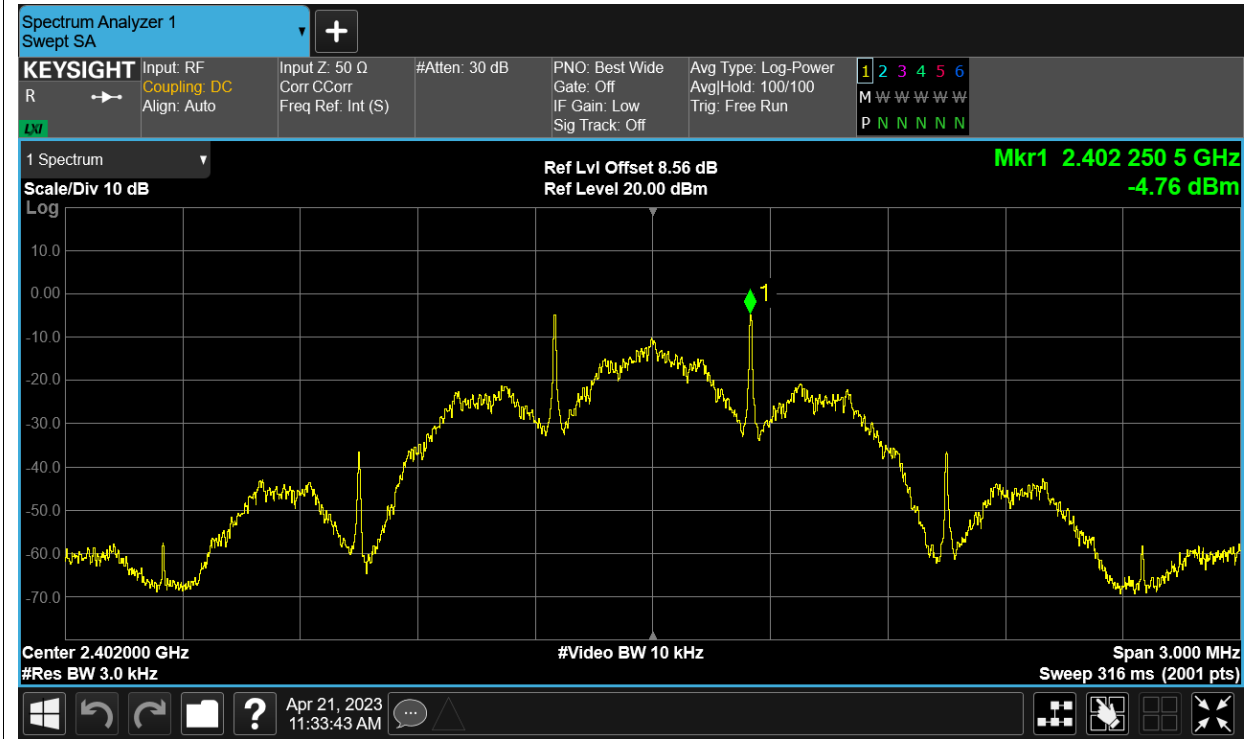 Spectrum Analyzer 1
Swept SA
KEYSIGHT
R
LXI
Input: RF
Coupling: DC
Align: Auto
Input Z: 50 Ω
Corr CCorr
Freq Ref: Int (S)
#Atten: 30 dB
PNO: Best Wide
Gate: Off
IF Gain: Low
Sig Track: Off
Avg Type: Log-Power
Avg|Hold: 100/100
Trig: Free Run
1 2 3 4 5 6
M W W W W W
P N N N N N
1 Spectrum
Scale/Div 10 dB
Log
Ref Lvl Offset 8.56 dB
Ref Level 20.00 dBm
Mkr1 2.402 250 5 GHz
-4.76 dBm
10.0
0.00
-10.0
-20.0
-30.0
-40.0
-50.0
-60.0
-70.0
1
Center 2.402000 GHz
#Res BW 3.0 kHz
#Video BW 10 kHz
Span 3.000 MHz
Sweep 316 ms (2001 pts)
?
Apr 21, 2023
11:33:43 AM